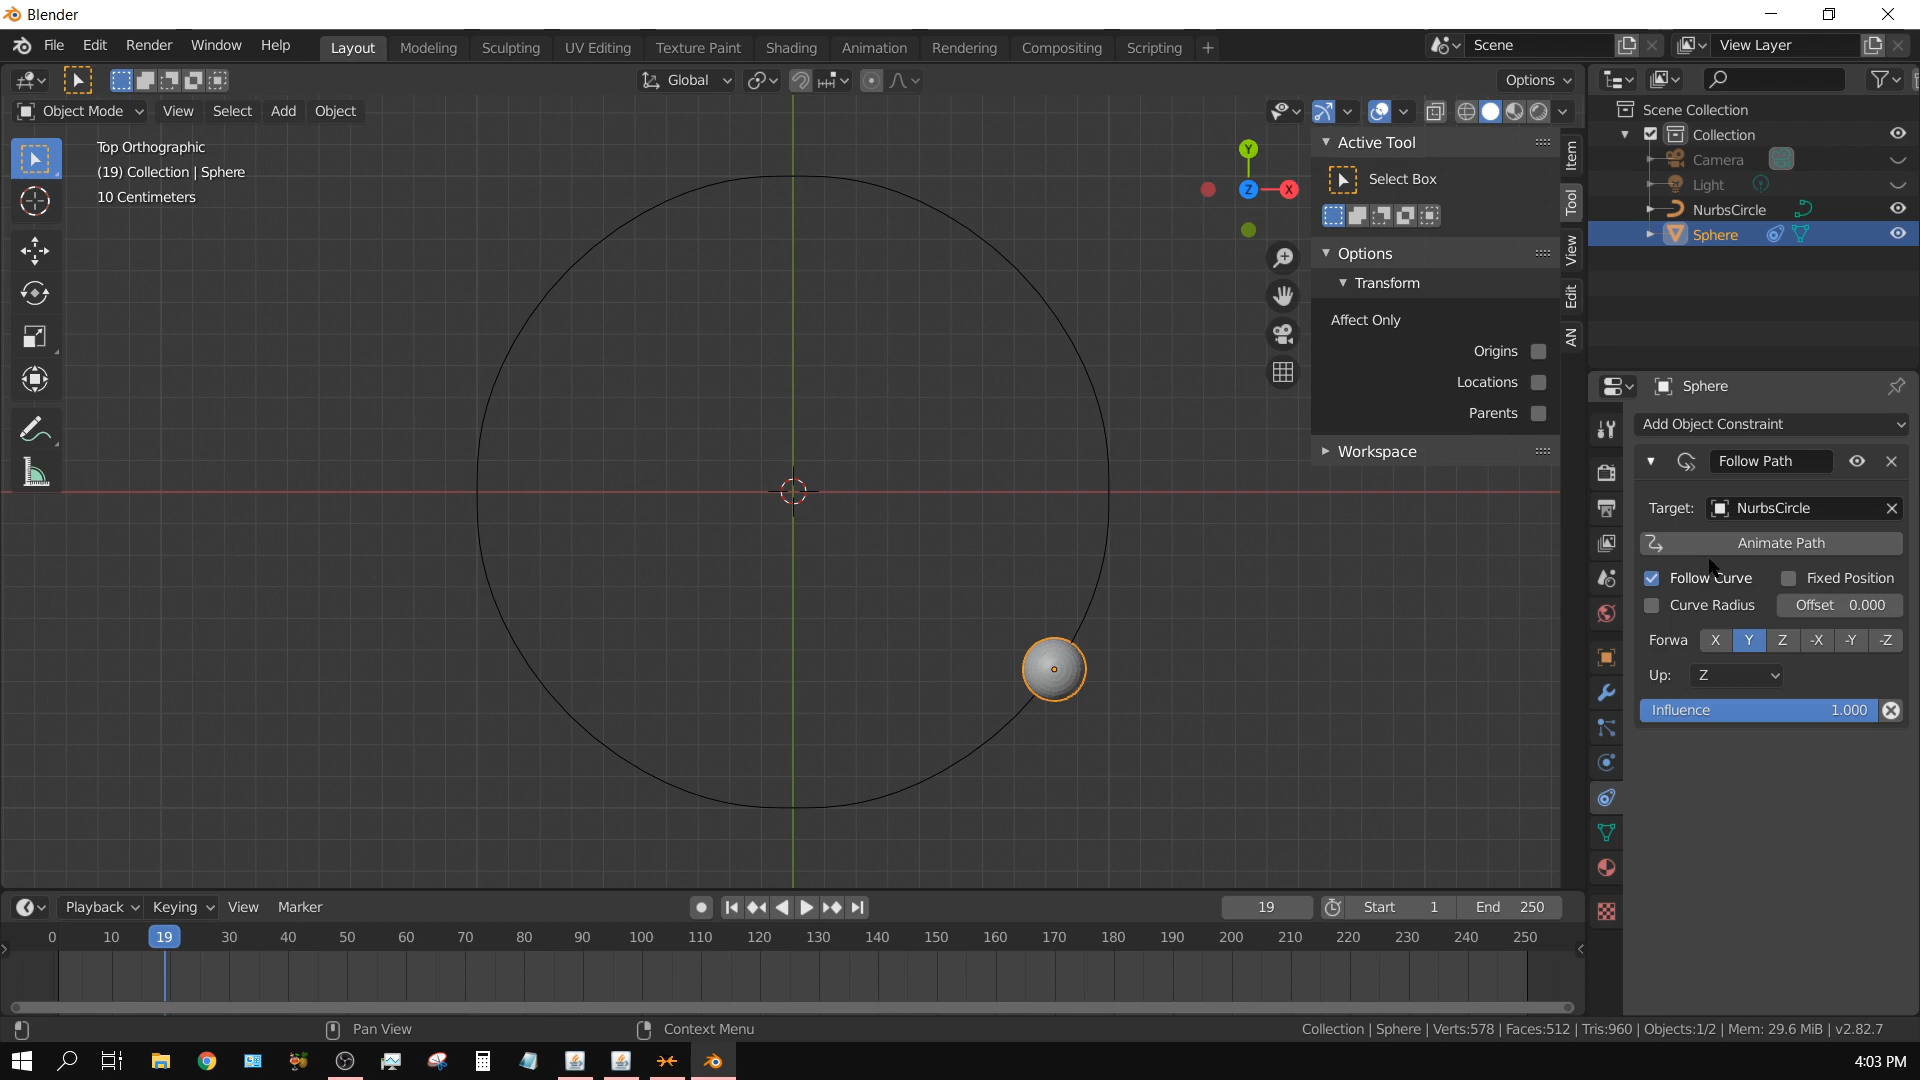 Blender
File Edit Render Window Help Layout Modeling Sculpting UV Editing Texture Paint Shading Animation Rendering Compositing Scripting + Scene View Layer
Global Options
Object Mode View Select Add Object
Top Orthographic
(19) Collection | Sphere
10 Centimeters
Y
Z
X
Active Tool
Select Box
Options
Transform
Affect Only
Origins
Locations
Parents
Workspace
Item
Tool
View
Edit
AN
Scene Collection
Collection
Camera
Light
NurbsCircle
Sphere
Sphere
Add Object Constraint
Follow Path
Target: NurbsCircle
Animate Path
Follow Curve Fixed Position
Curve Radius Offset 0.000
Forwa X Y Z -X -Y -Z
Up: Z
Influence 1.000
Playback Keying View Marker 19 Start 1 End 250
0 10 19 30 40 50 60 70 80 90 100 110 120 130 140 150 160 170 180 190 200 210 220 230 240 250
Pan View Context Menu Collection | Sphere | Verts:578 | Faces:512 | Tris:960 | Objects:1/2 | Mem: 29.6 MiB | v2.82.7
4:03 PM